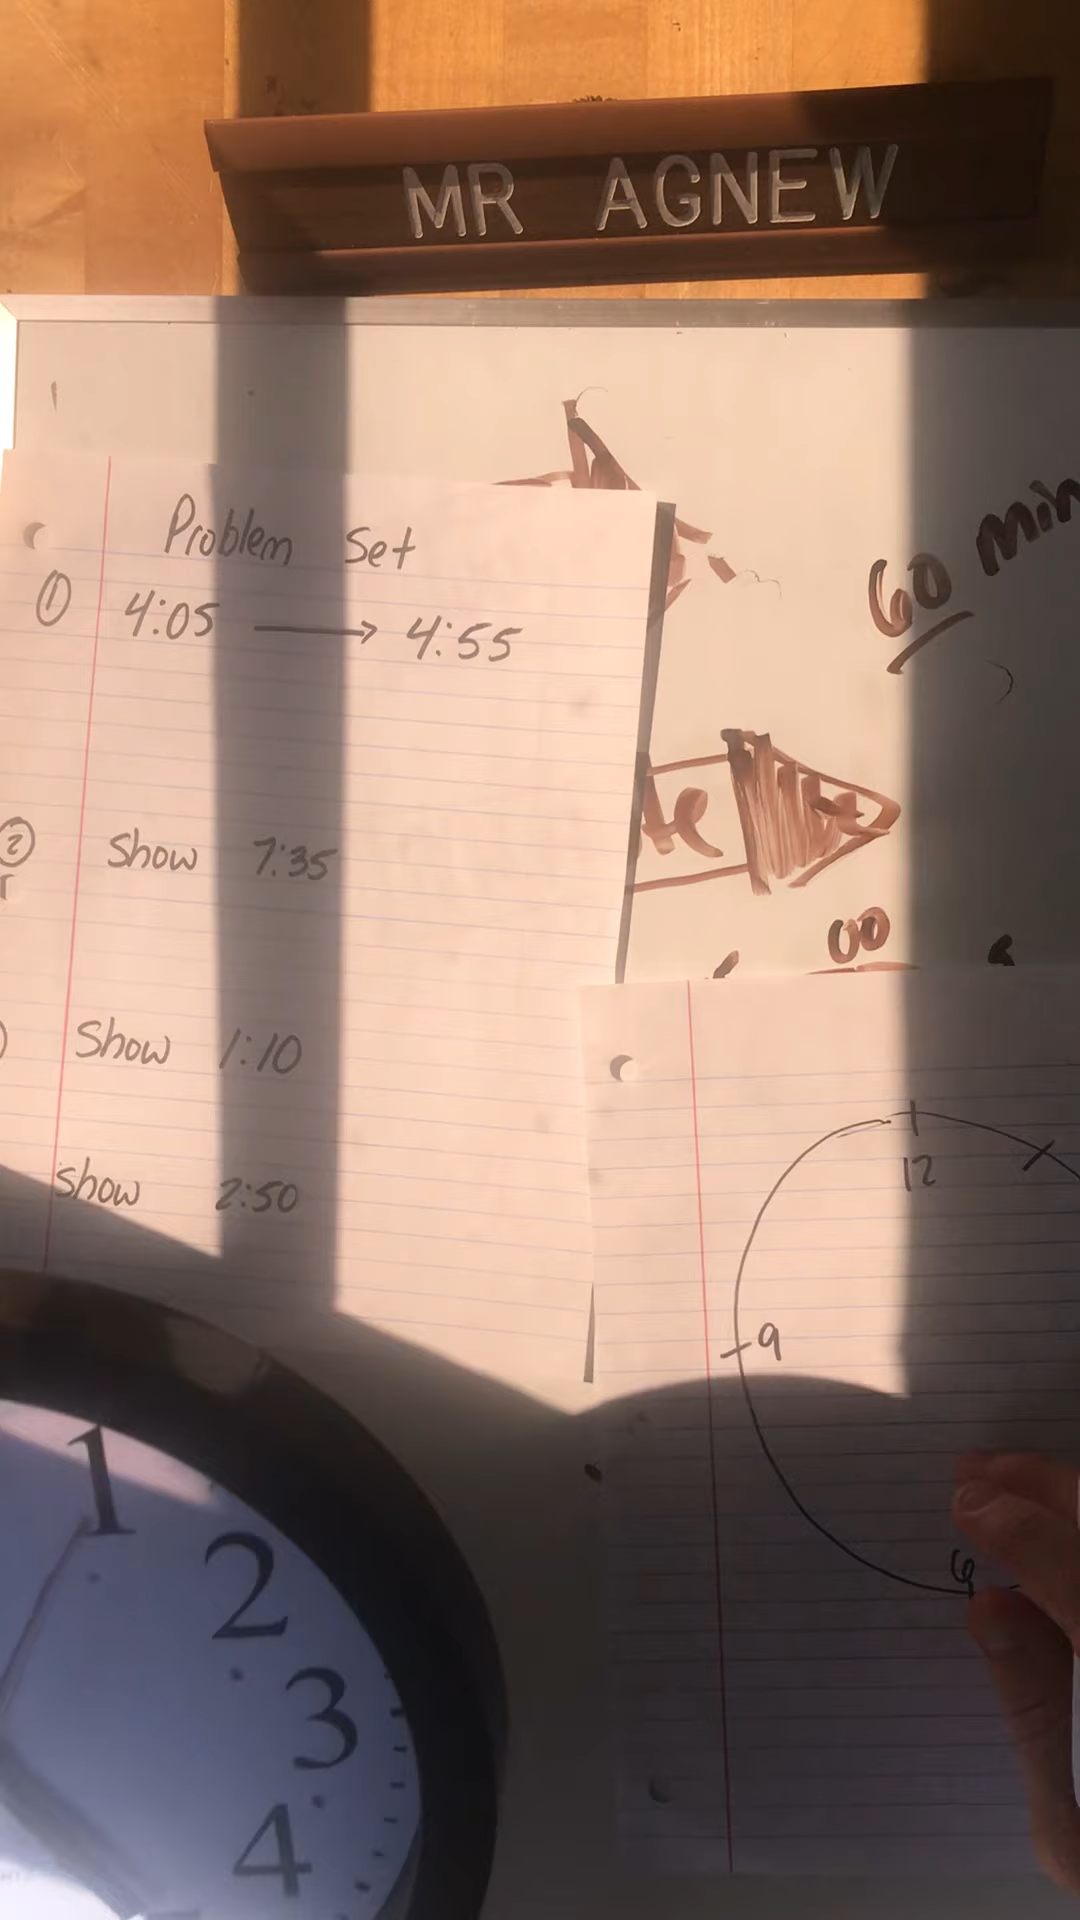 MR AGNEW
60 min
Problem Set
① 4:05 → 4:55
② Show 7:35
Show 1:10
Show 2:50
00
12
9
6
1
2
3
4